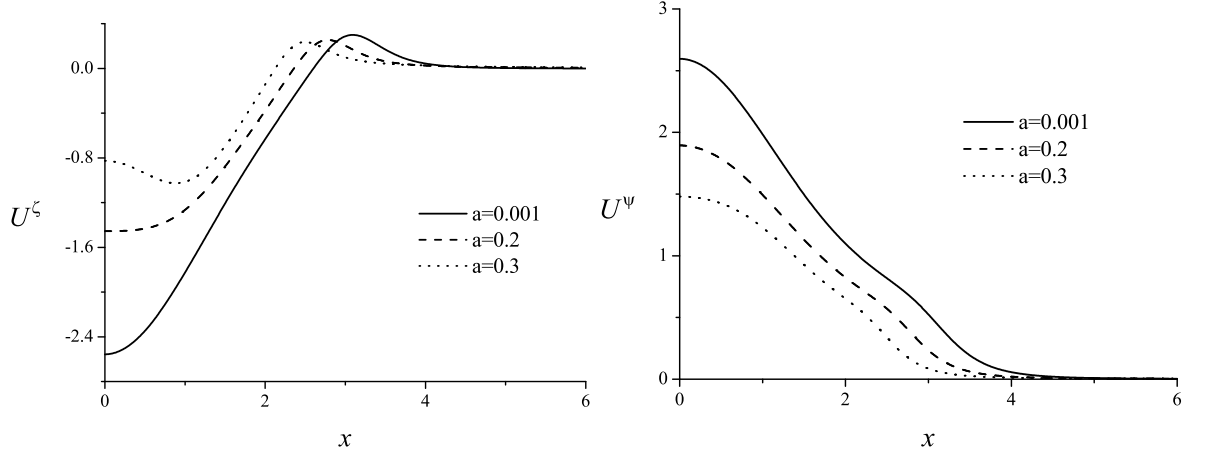 0.0
-0.8
-1.6
-2.4
U^ζ
a=0.001
a=0.2
a=0.3
0 2 4 6
x
3
2
1
0
U^ψ
a=0.001
a=0.2
a=0.3
0 2 4 6
x